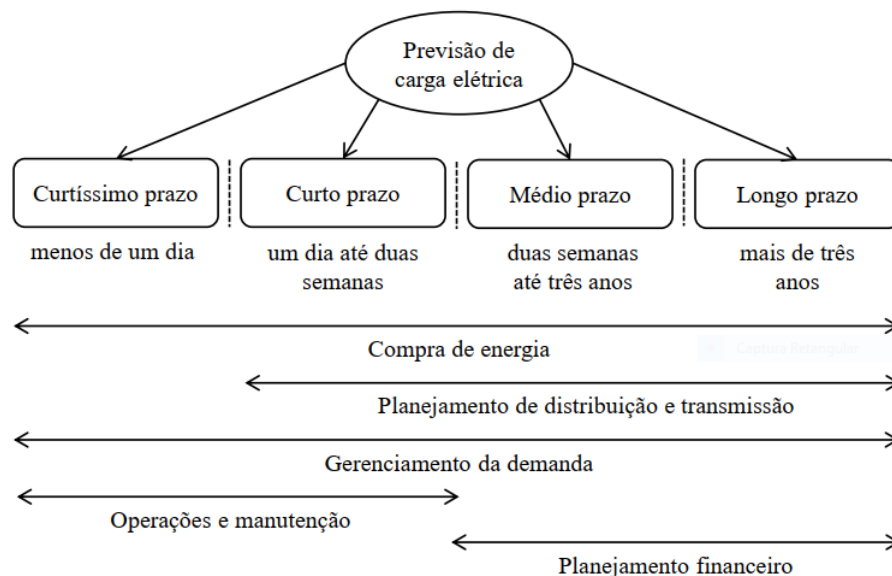 Previsão de
carga elétrica
Curtíssimo prazo
Curto prazo
Médio prazo
Longo prazo
menos de um dia
um dia até duas
semanas
duas semanas
até três anos
mais de três
anos
Compra de energia
Captura Retangular
Planejamento de distribuição e transmissão
Gerenciamento da demanda
Operações e manutenção
Planejamento financeiro